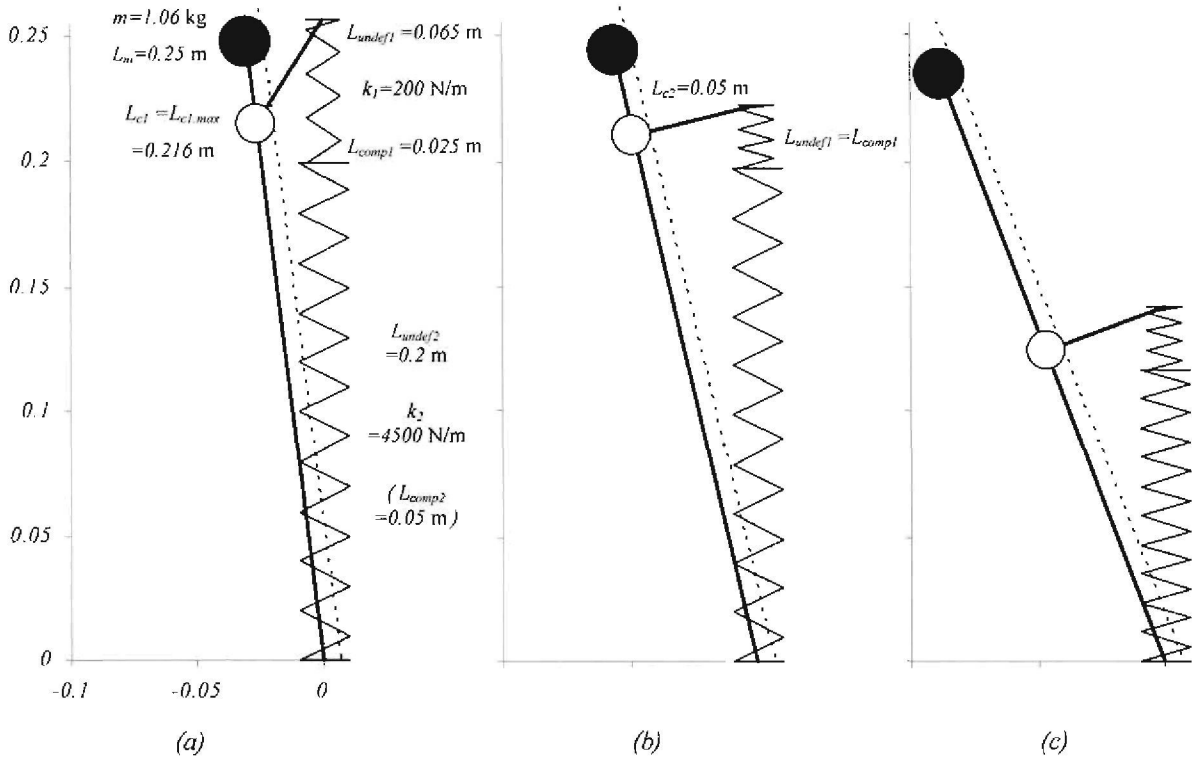 m=1.06 kg
L_m=0.25 m
L_c1 =L_c1.max
=0.216 m
L_undef1 =0.065 m
k_1=200 N/m
L_comp1 =0.025 m
L_undef2
=0.2 m
k_2
=4500 N/m
( L_comp2
=0.05 m )
L_c2=0.05 m
L_undef1=L_comp1
0.25
0.2
0.15
0.1
0.05
0
-0.1
-0.05
0
(a)
(b)
(c)